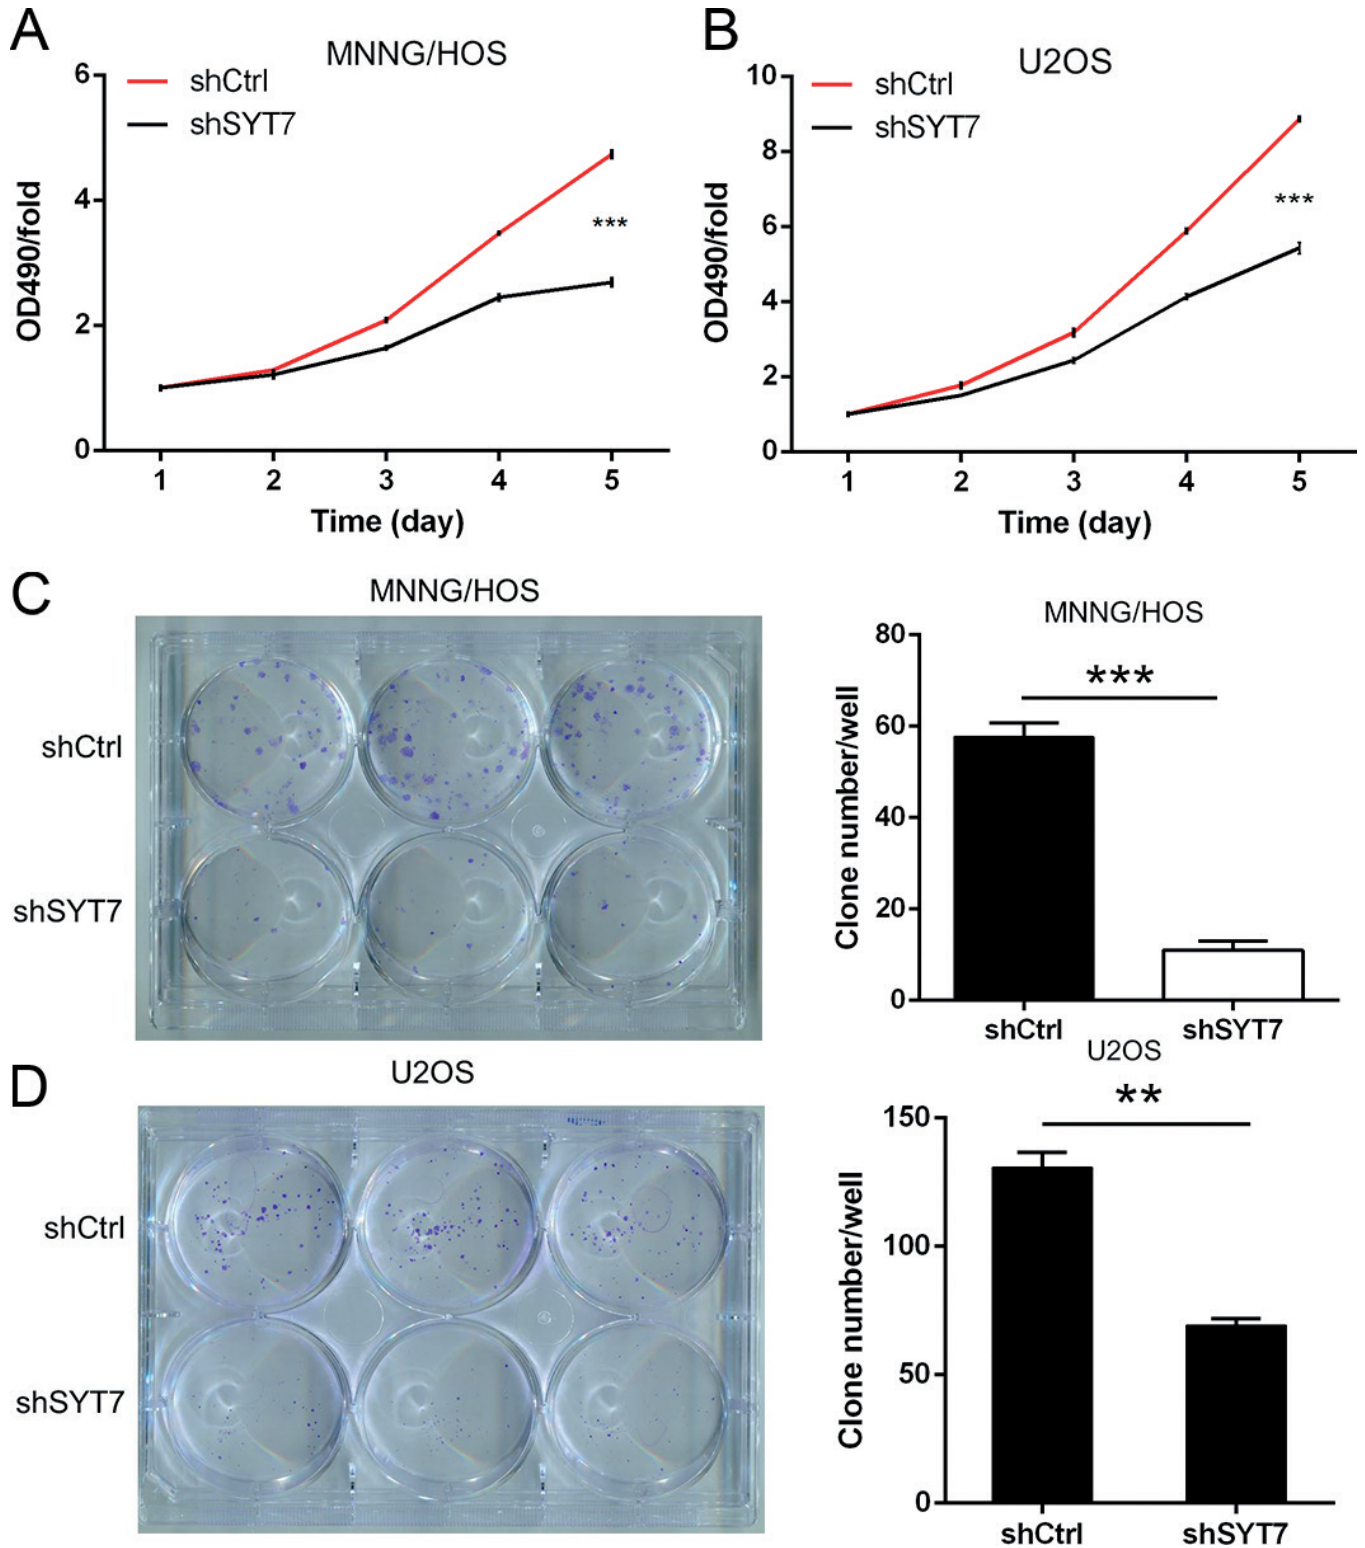 A
MNNG/HOS
shCtrl
shSYT7
6
4
2
0
OD490/fold
***
1 2 3 4 5
Time (day)
B
U2OS
shCtrl
shSYT7
10
8
6
4
2
0
OD490/fold
***
1 2 3 4 5
Time (day)
C
MNNG/HOS
shCtrl
shSYT7
MNNG/HOS
***
80
60
40
20
0
Clone number/well
shCtrl shSYT7
D
U2OS
shCtrl
shSYT7
U2OS
**
150
100
50
0
Clone number/well
shCtrl shSYT7